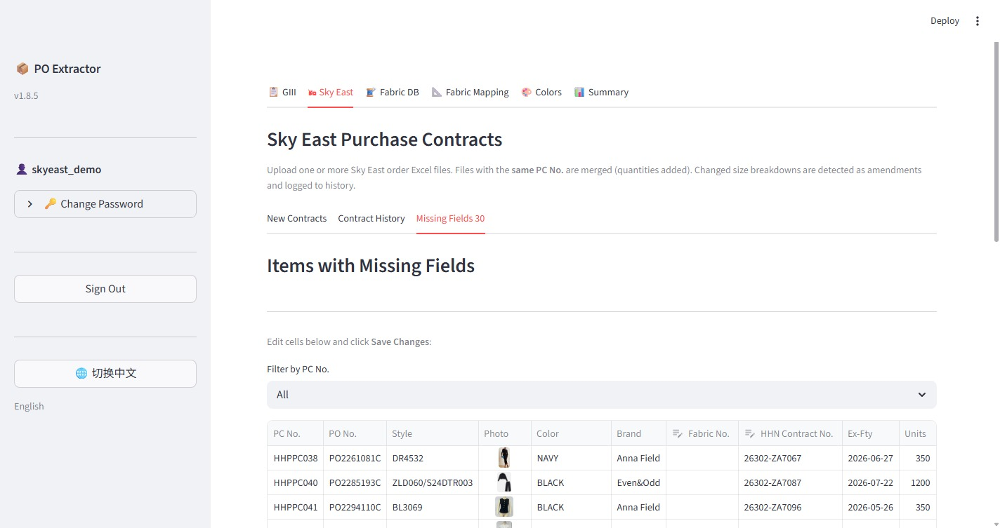 Deploy
PO Extractor
v1.8.5
skyeast_demo
Change Password
Sign Out
切换中文
English
GIII
Sky East
Fabric DB
Fabric Mapping
Colors
Summary
Sky East Purchase Contracts
Upload one or more Sky East order Excel files. Files with the same PC No. are merged (quantities added). Changed size breakdowns are detected as amendments
and logged to history.
New Contracts
Contract History
Missing Fields 30
Items with Missing Fields
Edit cells below and click Save Changes:
Filter by PC No.
All
PC No. PO No. Style Photo Color Brand Fabric No. HHN Contract No. Ex-Fty Units
HHPPC038 PO2261081C DR4532 NAVY Anna Field 26302-ZA7067 2026-06-27 350
HHPPC040 PO2285193C ZLD060/S24DTR003 BLACK Even&Odd 26302-ZA7087 2026-07-22 1200
HHPPC041 PO2294110C BL3069 BLACK Anna Field 26302-ZA7096 2026-05-26 350